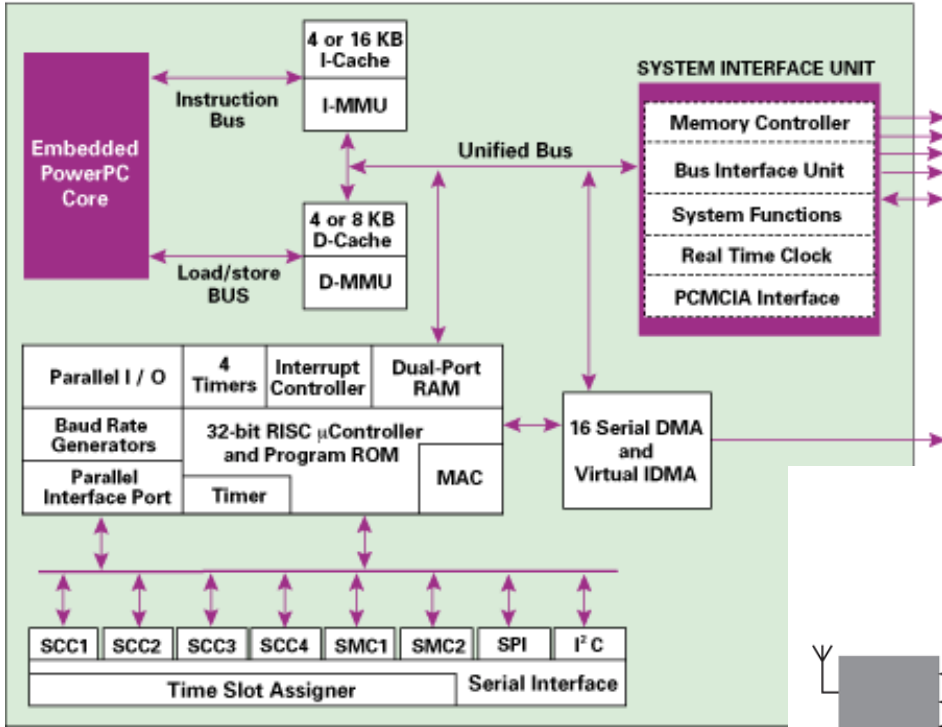 4 or 16 KB
I-Cache
I-MMU
Instruction
Bus
Embedded
PowerPC
Core
Unified Bus
4 or 8 KB
D-Cache
D-MMU
Load/store
BUS
SYSTEM INTERFACE UNIT
Memory Controller
Bus Interface Unit
System Functions
Real Time Clock
PCMCIA Interface
Parallel I / O
4
Timers
Interrupt
Controller
Dual-Port
RAM
Baud Rate
Generators
32-bit RISC µController
and Program ROM
Parallel
Interface Port
Timer
MAC
16 Serial DMA
and
Virtual IDMA
SCC1
SCC2
SCC3
SCC4
SMC1
SMC2
SPI
I² C
Time Slot Assigner
Serial Interface